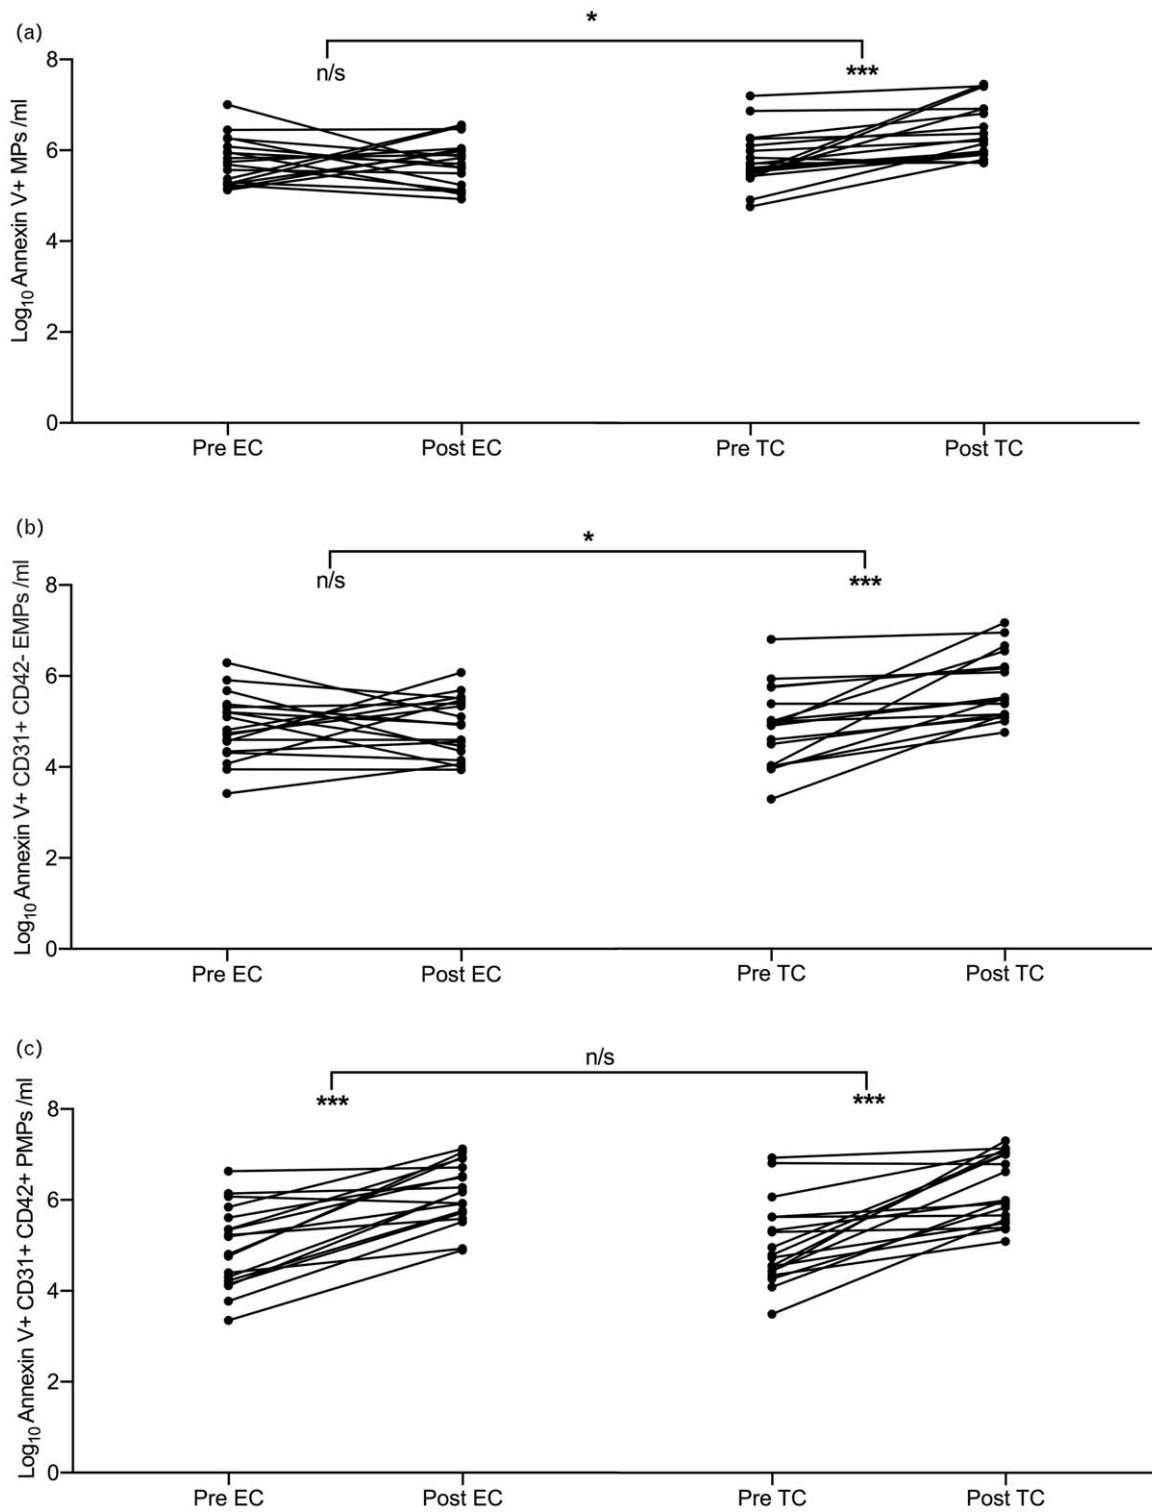 (a)
*
n/s
***
Log10 Annexin V+ MPs /ml
8
6
4
2
0
Pre EC
Post EC
Pre TC
Post TC
(b)
*
n/s
***
Log10 Annexin V+ CD31+ CD42- EMPs /ml
8
6
4
2
0
Pre EC
Post EC
Pre TC
Post TC
(c)
n/s
***
***
Log10 Annexin V+ CD31+ CD42+ PMPs /ml
8
6
4
2
0
Pre EC
Post EC
Pre TC
Post TC